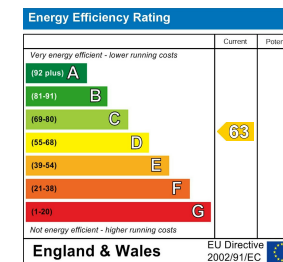 Energy Efficiency Rating
Current Poten
Very energy efficient - lower running costs
(92 plus) A
(81-91) B
(69-80) C
(55-68) D
63
(39-54) E
(21-38) F
(1-20) G
Not energy efficient - higher running costs
England & Wales
EU Directive
2002/91/EC